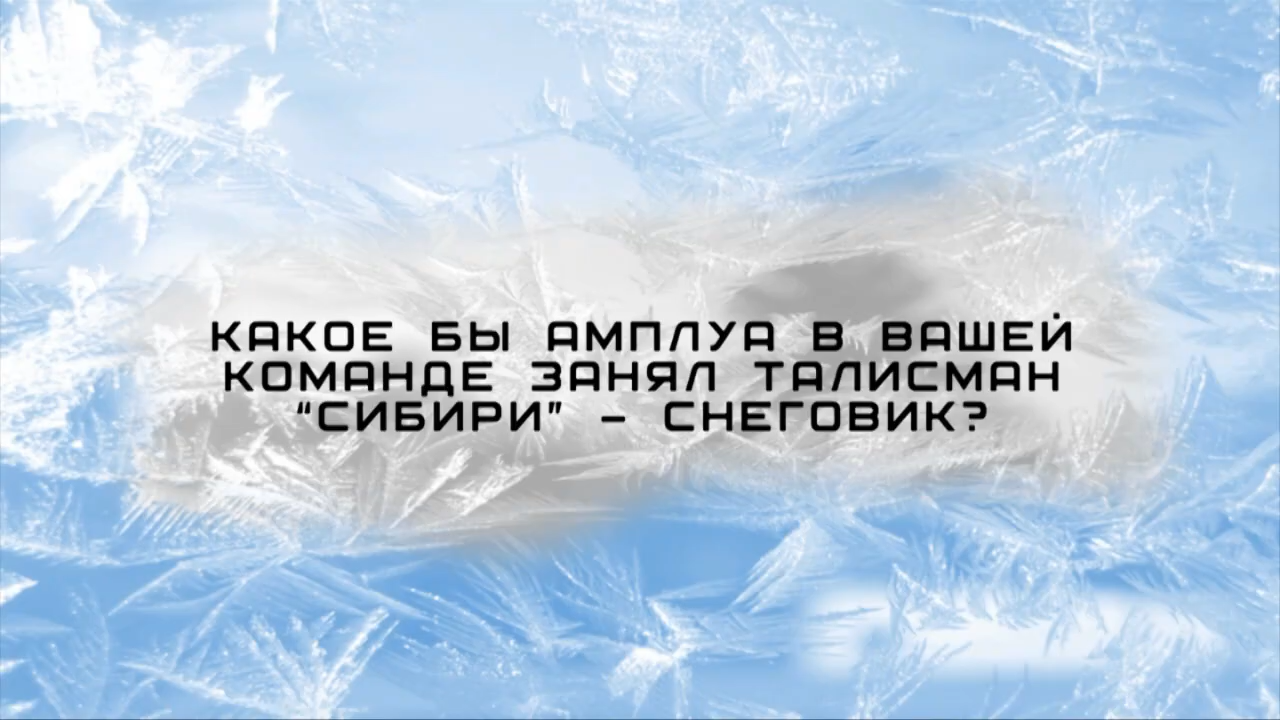 КАКОЕ БЫ АМПЛУА В ВАШЕЙ
КОМАНДЕ ЗАНЯЛ ТАЛИСМАН
“СИБИРИ” – СНЕГОВИК?